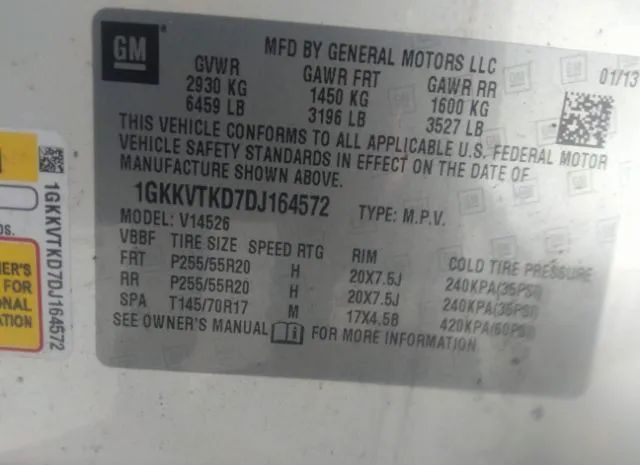 GM
MFD BY GENERAL MOTORS LLC
01/13
GVWR GAWR FRT GAWR RR
2930 KG 1450 KG 1600 KG
6459 LB 3196 LB 3527 LB
THIS VEHICLE CONFORMS TO ALL APPLICABLE U.S. FEDERAL MOTOR
VEHICLE SAFETY STANDARDS IN EFFECT ON THE DATE OF
MANUFACTURE SHOWN ABOVE.
1GKKVTKD7DJ164572 TYPE: M.P.V.
MODEL: V14526
VBBF TIRE SIZE SPEED RTG RIM COLD TIRE PRESSURE
FRT P255/55R20 H 20X7.5J 240KPA(35PSI)
RR P255/55R20 H 20X7.5J 240KPA(35PSI)
SPA T145/70R17 M 17X4.5B 420KPA(60PSI)
SEE OWNER'S MANUAL FOR MORE INFORMATION.
1GKKVTKD7DJ164572
NER'S
FOR
ONAL
ATION